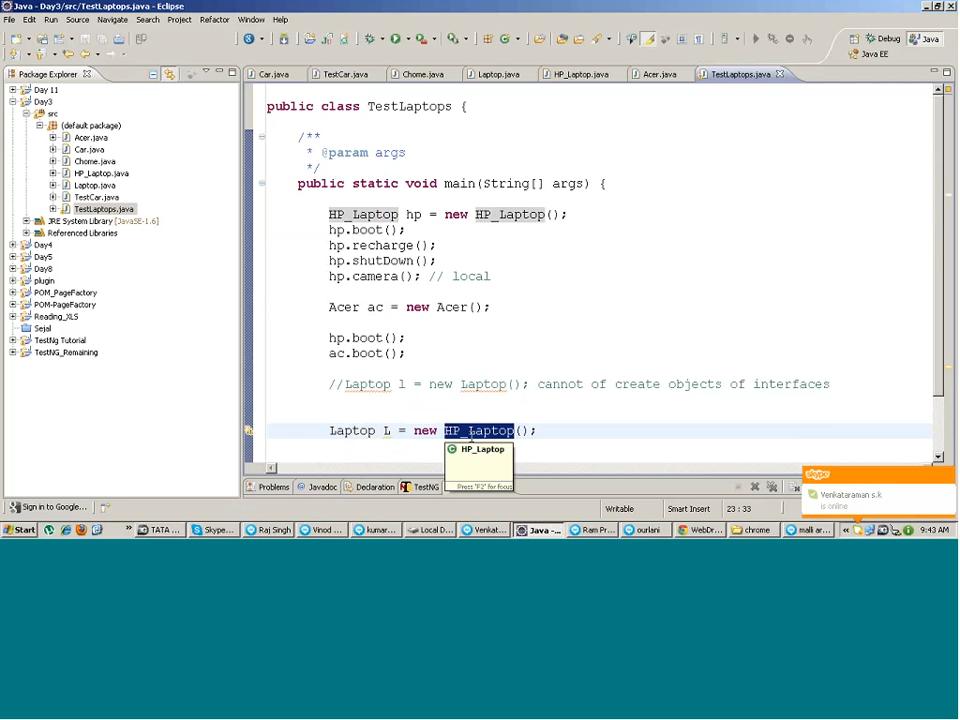 Java - Day3/src/TestLaptops.java - Eclipse
File Edit Run Source Navigate Search Project Refactor Window Help
Debug Java
Java EE
Package Explorer
Car.java TestCar.java Chome.java Laptop.java HP_Laptop.java Acer.java TestLaptops.java
Day 11
Day3
src
(default package)
Acer.java
Car.java
Chome.java
HP_Laptop.java
Laptop.java
TestCar.java
TestLaptops.java
JRE System Library [JavaSE-1.6]
Referenced Libraries
Day4
Day5
Day8
plugin
POM_PageFactory
POM-PageFactory
Reading_XLS
Sejal
TestNg Tutorial
TestNG_Remaining
public class TestLaptops {
/**
* @param args
*/
public static void main(String[] args) {
HP_Laptop hp = new HP_Laptop();
hp.boot();
hp.recharge();
hp.shutDown();
hp.camera(); // local
Acer ac = new Acer();
hp.boot();
ac.boot();
//Laptop l = new Laptop(); cannot of create objects of interfaces
Laptop L = new HP_Laptop();
HP_Laptop
Press "F2" for focus
Problems Javadoc Declaration TestNG
Sign in to Google...
Writable Smart Insert 23 : 33
Venkataraman s.k
is online
Start TATA ... Skype... Raj Singh Vinod ... kumar... Local D... Venkat... Java -... Ram Pr... ourlani WebDr... chrome mali ar... 9:43 AM